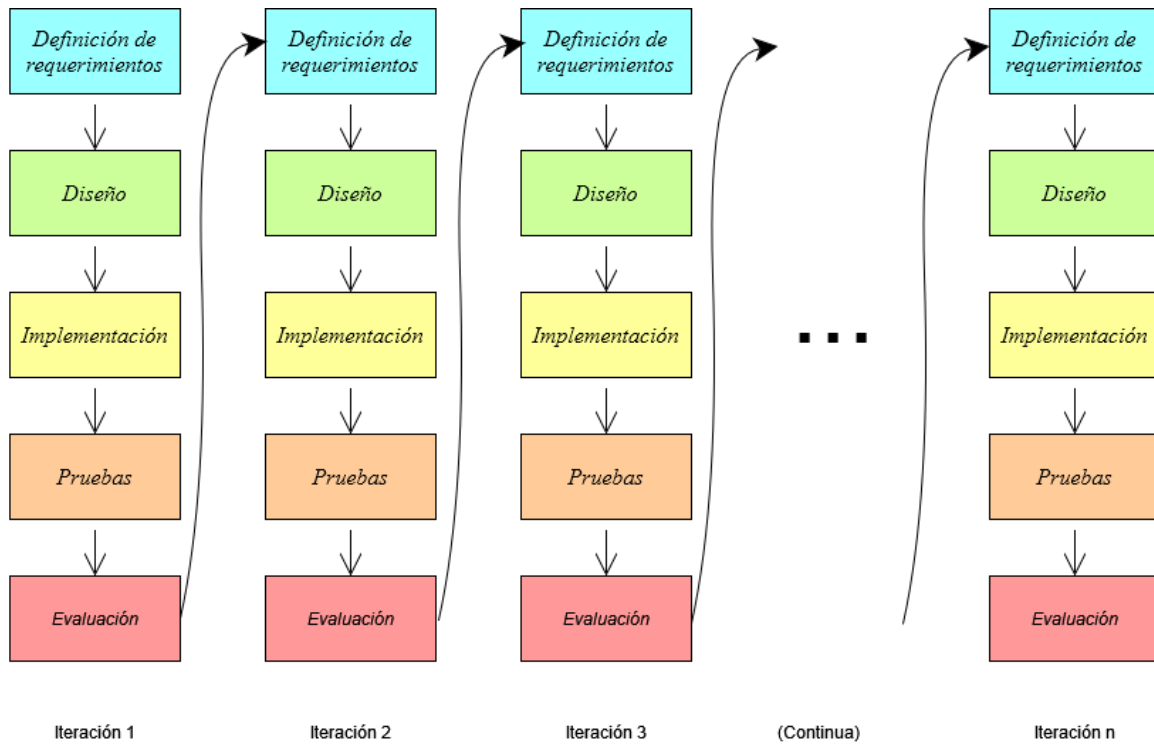 Definición de
requerimientos
Diseño
Implementación
Pruebas
Evaluación
Iteración 1
Definición de
requerimientos
Diseño
Implementación
Pruebas
Evaluación
Iteración 2
Definición de
requerimientos
Diseño
Implementación
Pruebas
Evaluación
Iteración 3
...
(Continua)
Definición de
requerimientos
Diseño
Implementación
Pruebas
Evaluación
Iteración n